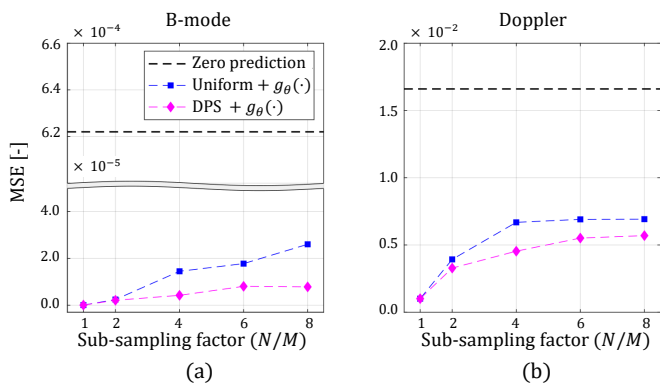 B-mode
× 10⁻⁴
6.6
6.4
6.2
× 10⁻⁵
4.0
2.0
0.0
MSE [-]
Zero prediction
Uniform + g_θ(·)
DPS + g_θ(·)
1 2 4 6 8
Sub-sampling factor (N/M)
(a)
Doppler
× 10⁻²
2.0
1.5
1.0
0.5
0.0
1 2 4 6 8
Sub-sampling factor (N/M)
(b)